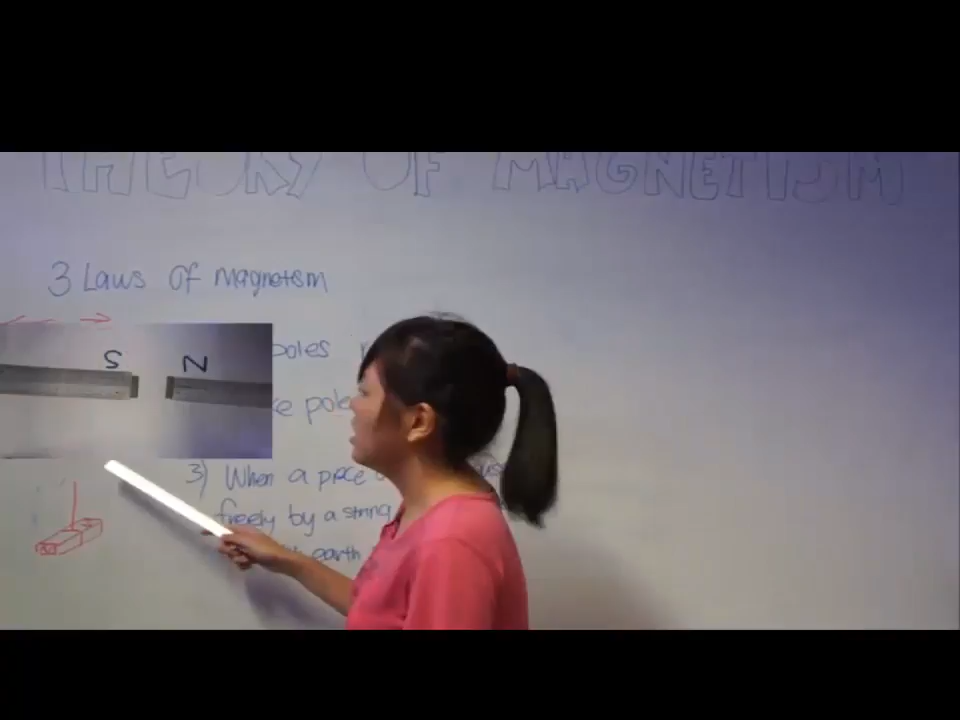 THEORY OF MAGNETISM
3 Laws of Magnetism
S N
poles
pole
3) When a piece
freely by a string
earth